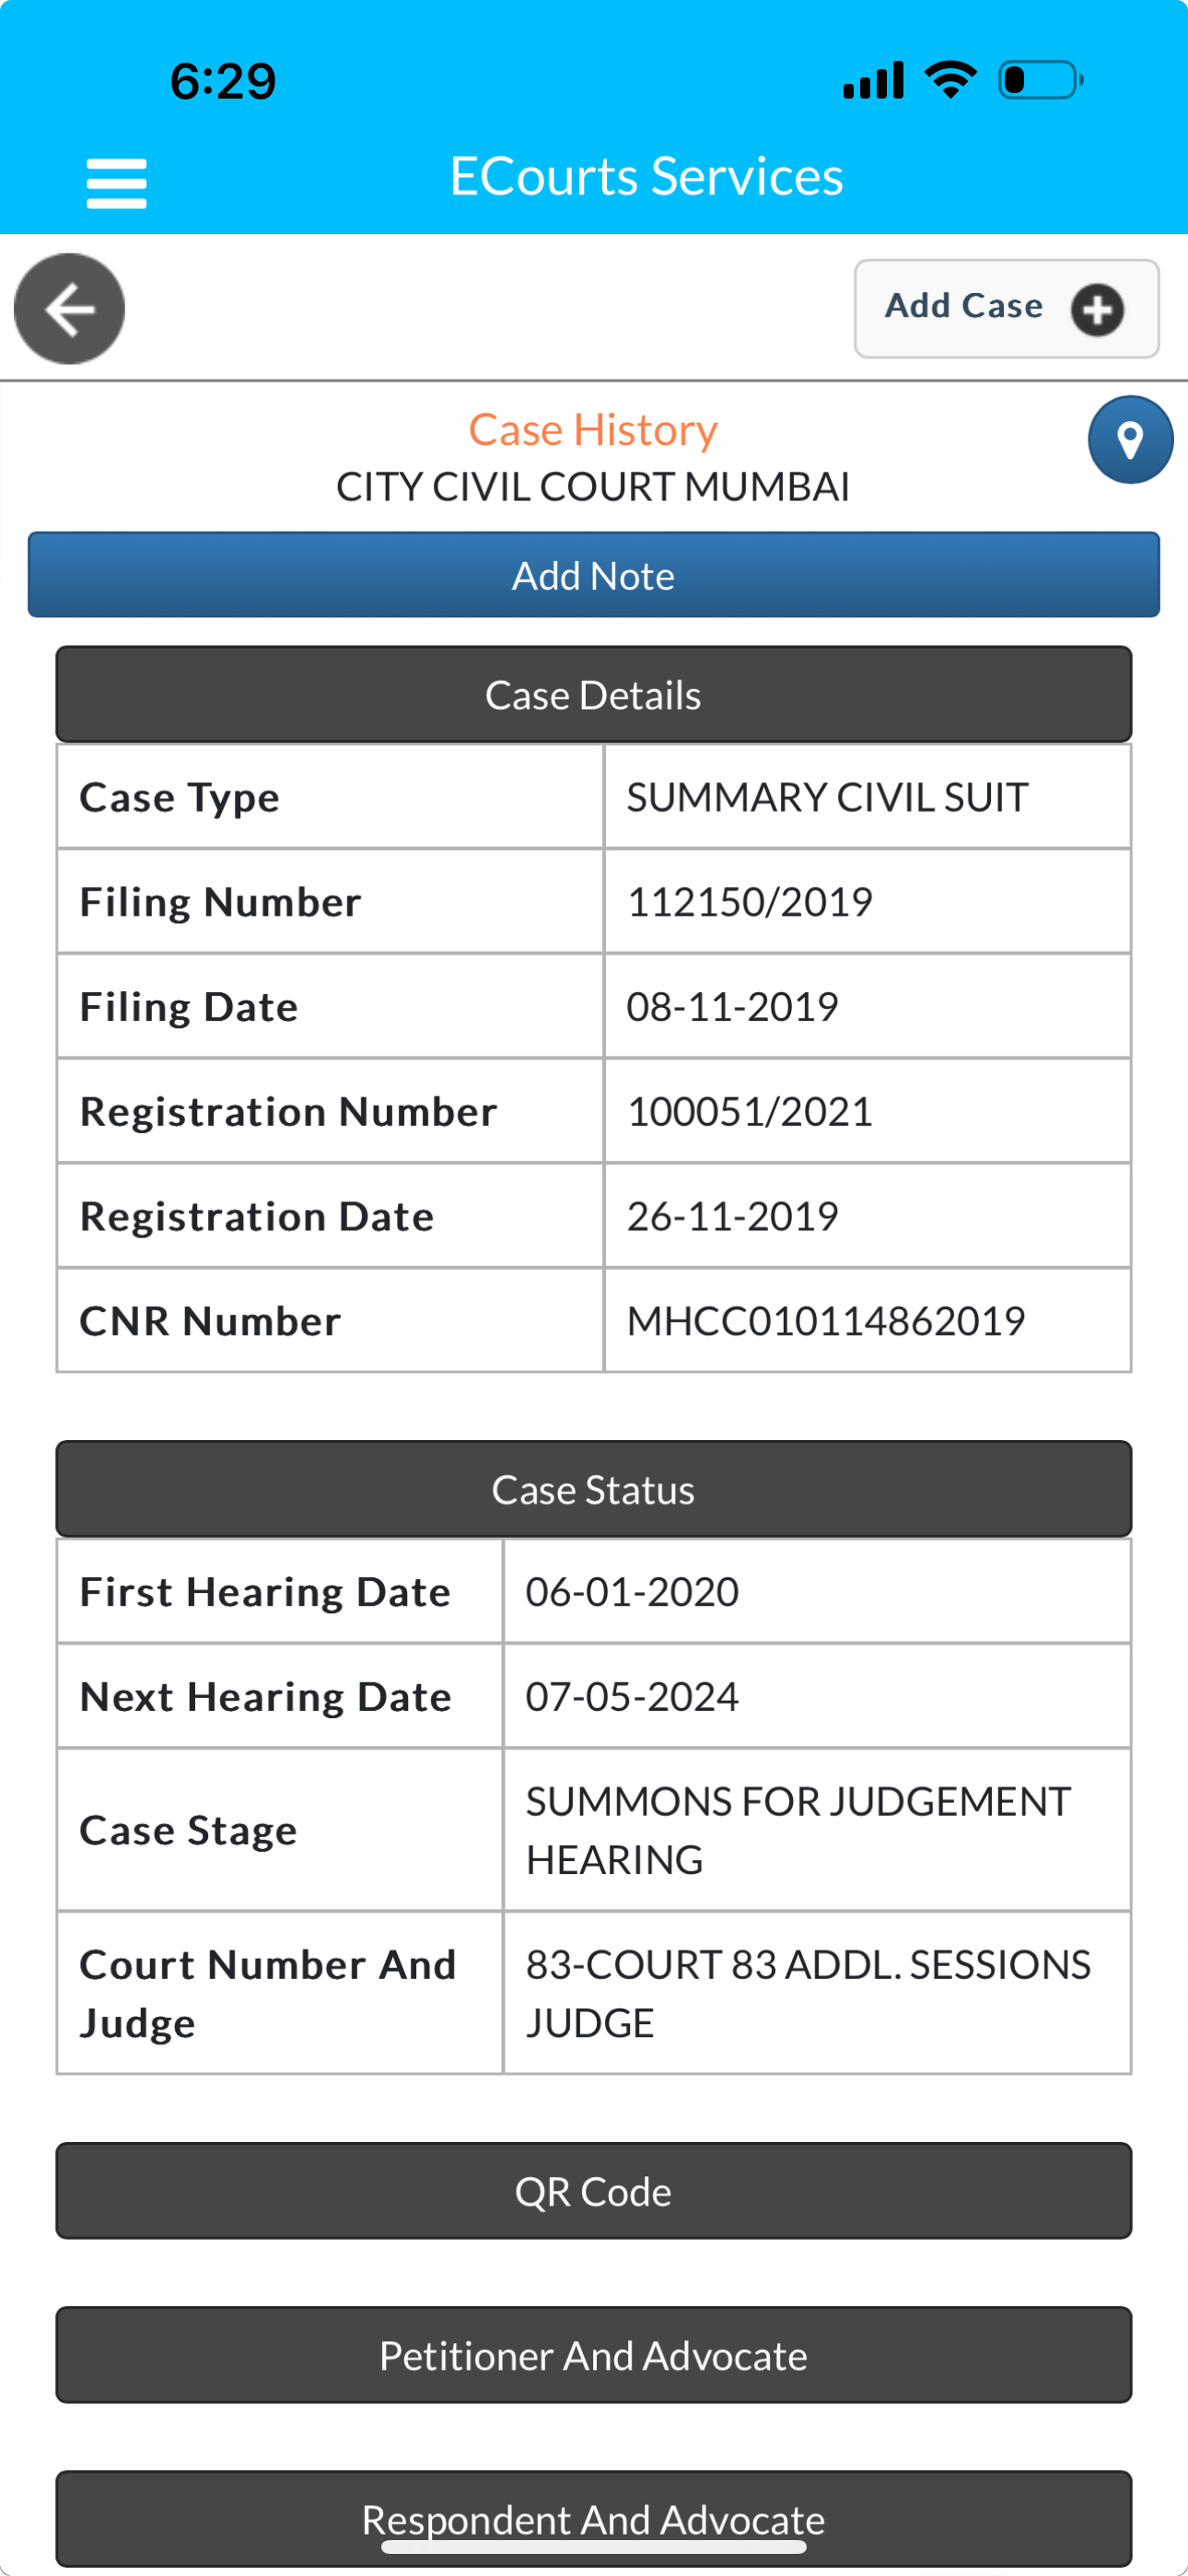 6:29
ECourts Services
Add Case
Case History
CITY CIVIL COURT MUMBAI
Add Note
Case Details
Case Type SUMMARY CIVIL SUIT
Filing Number 112150/2019
Filing Date 08-11-2019
Registration Number 100051/2021
Registration Date 26-11-2019
CNR Number MHCC010114862019
Case Status
First Hearing Date 06-01-2020
Next Hearing Date 07-05-2024
Case Stage SUMMONS FOR JUDGEMENT
HEARING
Court Number And 83-COURT 83 ADDL. SESSIONS
Judge JUDGE
QR Code
Petitioner And Advocate
Respondent And Advocate